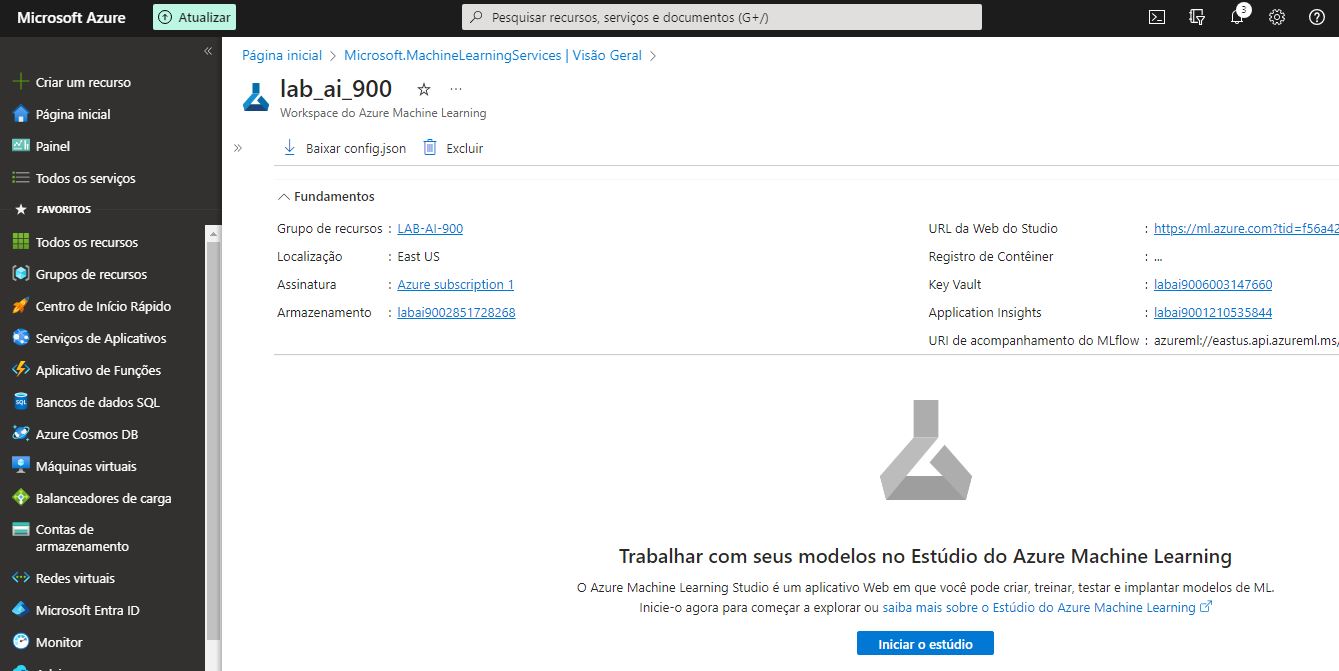 Microsoft Azure
Atualizar
Pesquisar recursos, serviços e documentos (G+/)
3
Criar um recurso
Página inicial
Painel
Todos os serviços
FAVORITOS
Todos os recursos
Grupos de recursos
Centro de Início Rápido
Serviços de Aplicativos
Aplicativo de Funções
Bancos de dados SQL
Azure Cosmos DB
Máquinas virtuais
Balanceadores de carga
Contas de
armazenamento
Redes virtuais
Microsoft Entra ID
Monitor
Página inicial > Microsoft.MachineLearningServices | Visão Geral >
lab_ai_900
...
Workspace do Azure Machine Learning
Baixar config.json
Excluir
Fundamentos
Grupo de recursos : LAB-AI-900
Localização : East US
Assinatura : Azure subscription 1
Armazenamento : labai9002851728268
URL da Web do Studio : https://ml.azure.com?tid=f56a42
Registro de Contêiner : ...
Key Vault : labai9006003147660
Application Insights : labai9001210535844
URI de acompanhamento do MLflow : azureml://eastus.api.azureml.ms/
Trabalhar com seus modelos no Estúdio do Azure Machine Learning
O Azure Machine Learning Studio é um aplicativo Web em que você pode criar, treinar, testar e implantar modelos de ML.
Inicie-o agora para começar a explorar ou saiba mais sobre o Estúdio do Azure Machine Learning
Iniciar o estúdio